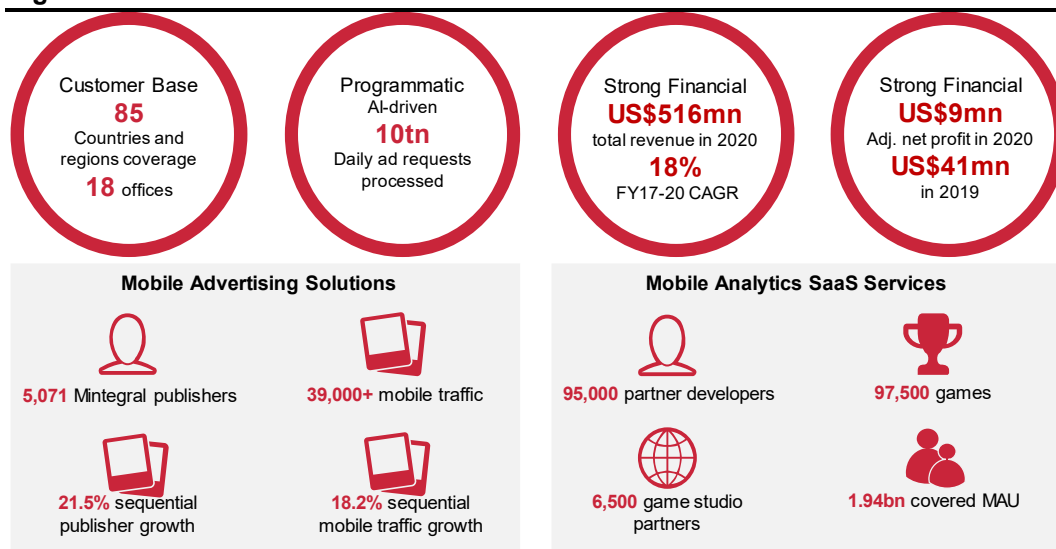 Customer Base
85
Countries and
regions coverage
18 offices
Programmatic
AI-driven
10tn
Daily ad requests
processed
Strong Financial
US$516mn
total revenue in 2020
18%
FY17-20 CAGR
Strong Financial
US$9mn
Adj. net profit in 2020
US$41mn
in 2019
Mobile Advertising Solutions
5,071 Mintegral publishers
39,000+ mobile traffic
21.5% sequential
publisher growth
18.2% sequential
mobile traffic growth
Mobile Analytics SaaS Services
95,000 partner developers
97,500 games
6,500 game studio
partners
1.94bn covered MAU